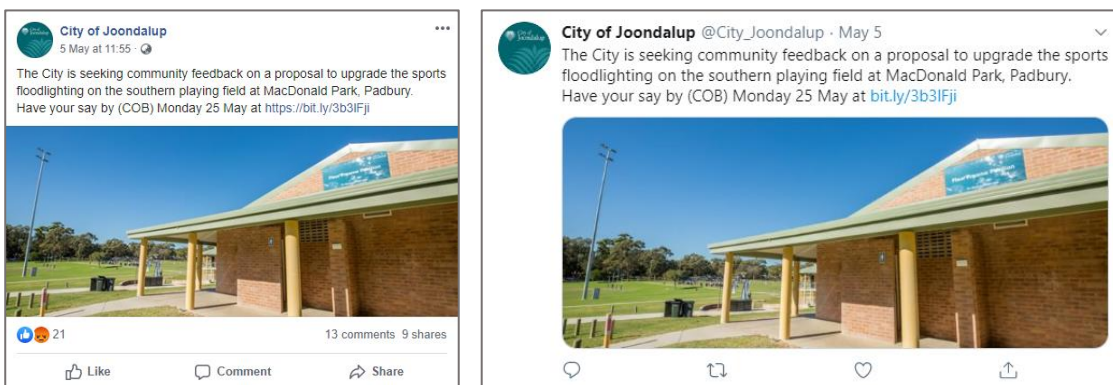 City of Joondalup
5 May at 11:55 ·
The City is seeking community feedback on a proposal to upgrade the sports
floodlighting on the southern playing field at MacDonald Park, Padbury.
Have your say by (COB) Monday 25 May at https://bit.ly/3b3IFji
21
13 comments 9 shares
Like Comment Share
City of Joondalup @City_Joondalup · May 5
The City is seeking community feedback on a proposal to upgrade the sports
floodlighting on the southern playing field at MacDonald Park, Padbury.
Have your say by (COB) Monday 25 May at bit.ly/3b3IFji